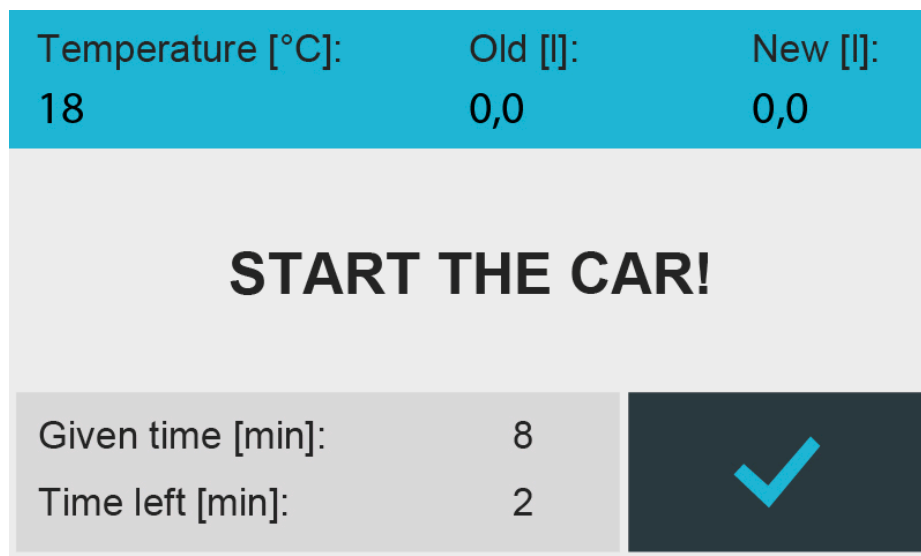 Temperature [°C]: Old [l]: New [l]:
18 0,0 0,0
START THE CAR!
Given time [min]: 8
Time left [min]: 2